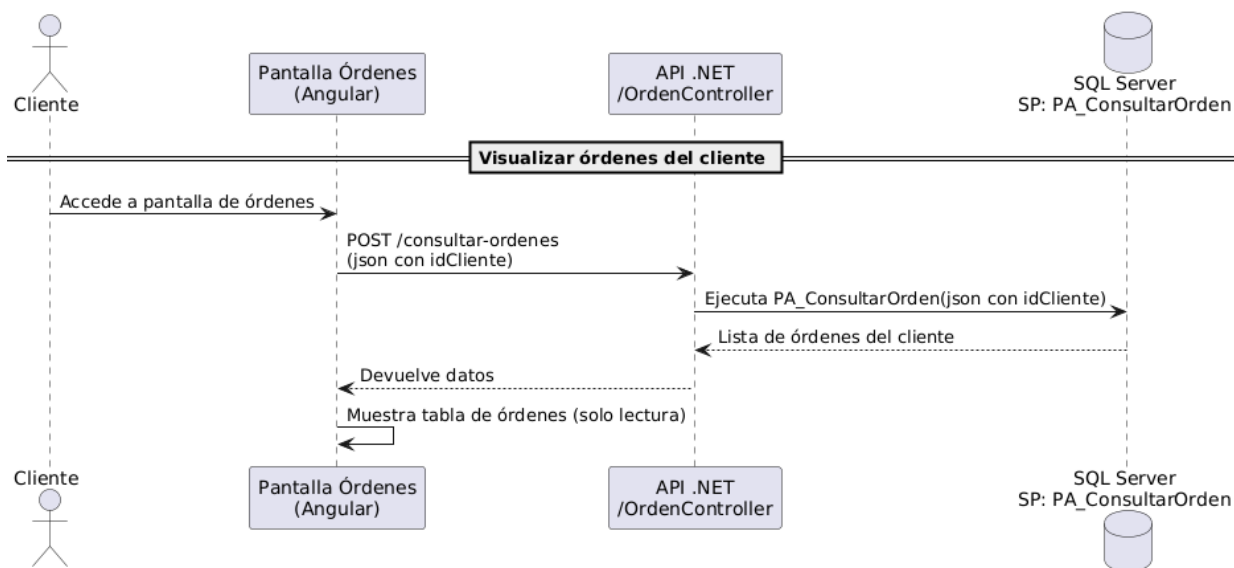 Cliente
Pantalla Órdenes
(Angular)
API .NET
/OrdenController
SQL Server
SP: PA_ConsultarOrden
Visualizar órdenes del cliente
Accede a pantalla de órdenes
POST /consultar-ordenes
(json con idCliente)
Ejecuta PA_ConsultarOrden(json con idCliente)
Lista de órdenes del cliente
Devuelve datos
Muestra tabla de órdenes (solo lectura)
Cliente
Pantalla Órdenes
(Angular)
API .NET
/OrdenController
SQL Server
SP: PA_ConsultarOrden